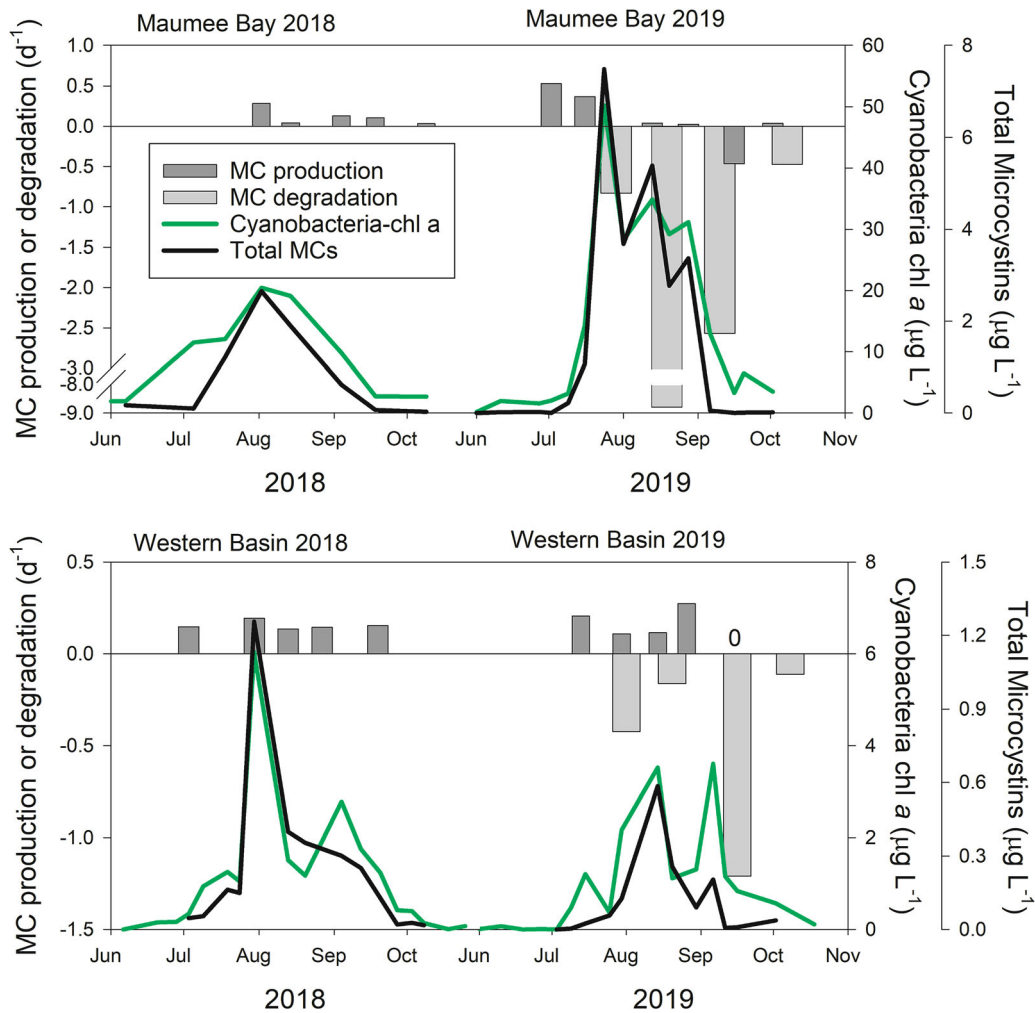 Maumee Bay 2018
Maumee Bay 2019
MC production or degradation (d⁻¹)
1.0
0.5
0.0
-0.5
-1.0
-1.5
-2.0
-2.5
-3.0
-8.0
-9.0
MC production
MC degradation
Cyanobacteria-chl a
Total MCs
60
50
40
30
20
10
0
Cyanobacteria chl a (µg L⁻¹)
8
6
4
2
0
Total Microcystins (µg L⁻¹)
Jun Jul Aug Sep Oct Jun Jul Aug Sep Oct Nov
2018 2019
Western Basin 2018
Western Basin 2019
MC production or degradation (d⁻¹)
0.5
0.0
-0.5
-1.0
-1.5
0
8
6
4
2
0
Cyanobacteria chl a (µg L⁻¹)
1.5
1.2
0.9
0.6
0.3
0.0
Total Microcystins (µg L⁻¹)
Jun Jul Aug Sep Oct Jun Jul Aug Sep Oct Nov
2018 2019